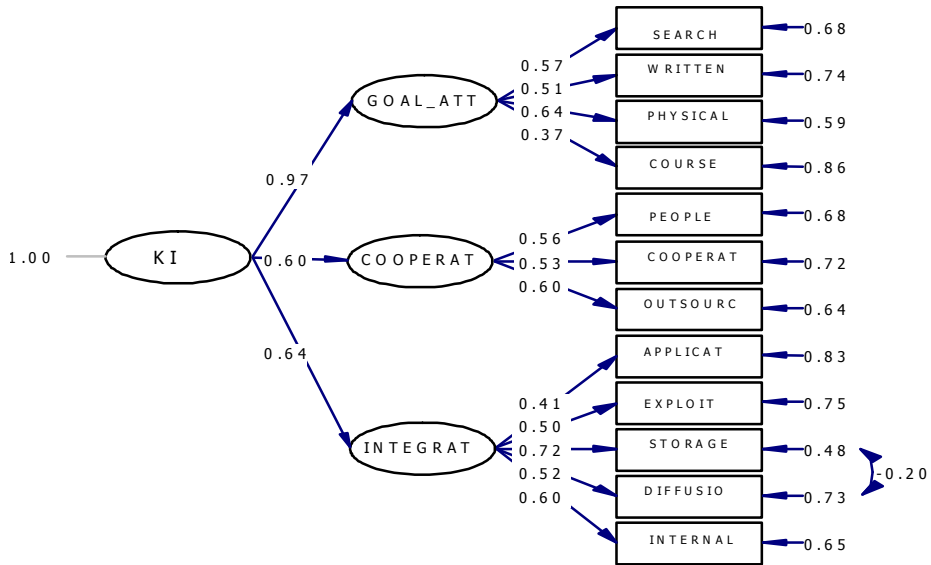 SEARCH
0.68
0.57
WRITTEN
0.74
0.51
GOAL_ATT
0.64
PHYSICAL
0.59
0.37
COURSE
0.86
0.97
PEOPLE
0.68
0.56
1.00
KI
0.60
COOPERAT
0.53
COOPERAT
0.72
0.60
OUTSOURC
0.64
0.64
APPLICAT
0.83
0.41
EXPLOIT
0.75
0.50
INTEGRAT
0.72
STORAGE
0.48
0.52
-0.20
DIFFUSIO
0.73
0.60
INTERNAL
0.65